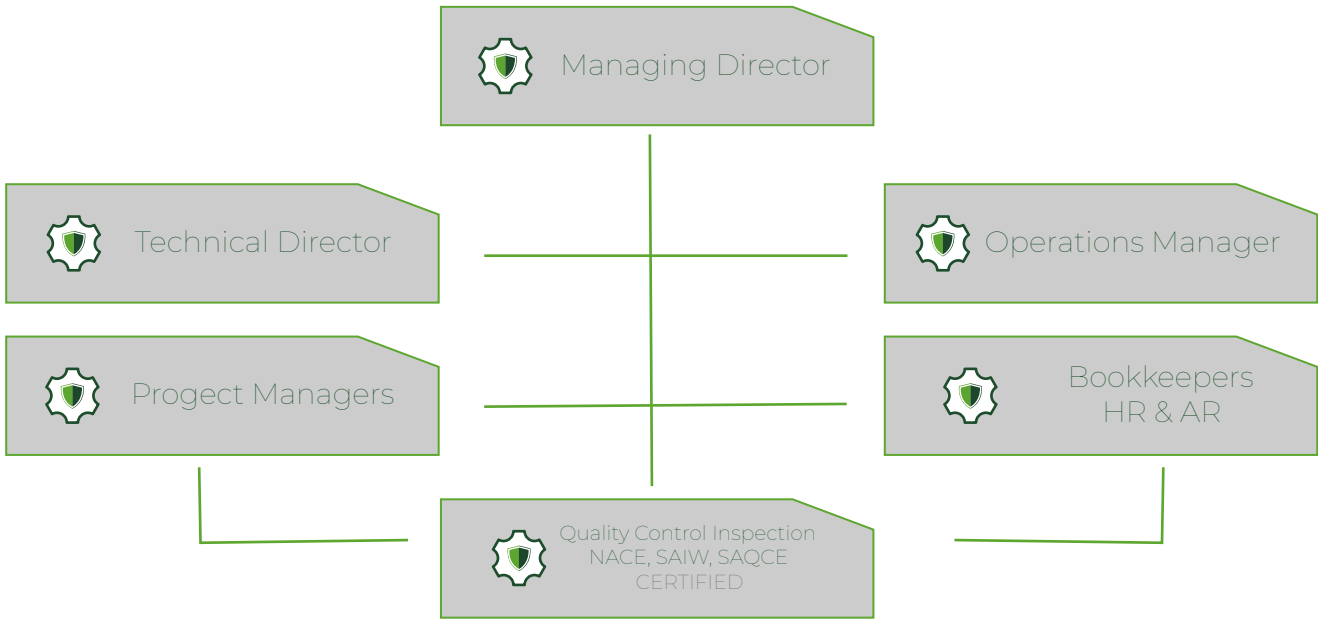 Managing Director
Technical Director
Operations Manager
Progect Managers
Bookkeepers
HR & AR
Quality Control Inspection
NACE, SAIW, SAQCE
CERTIFIED